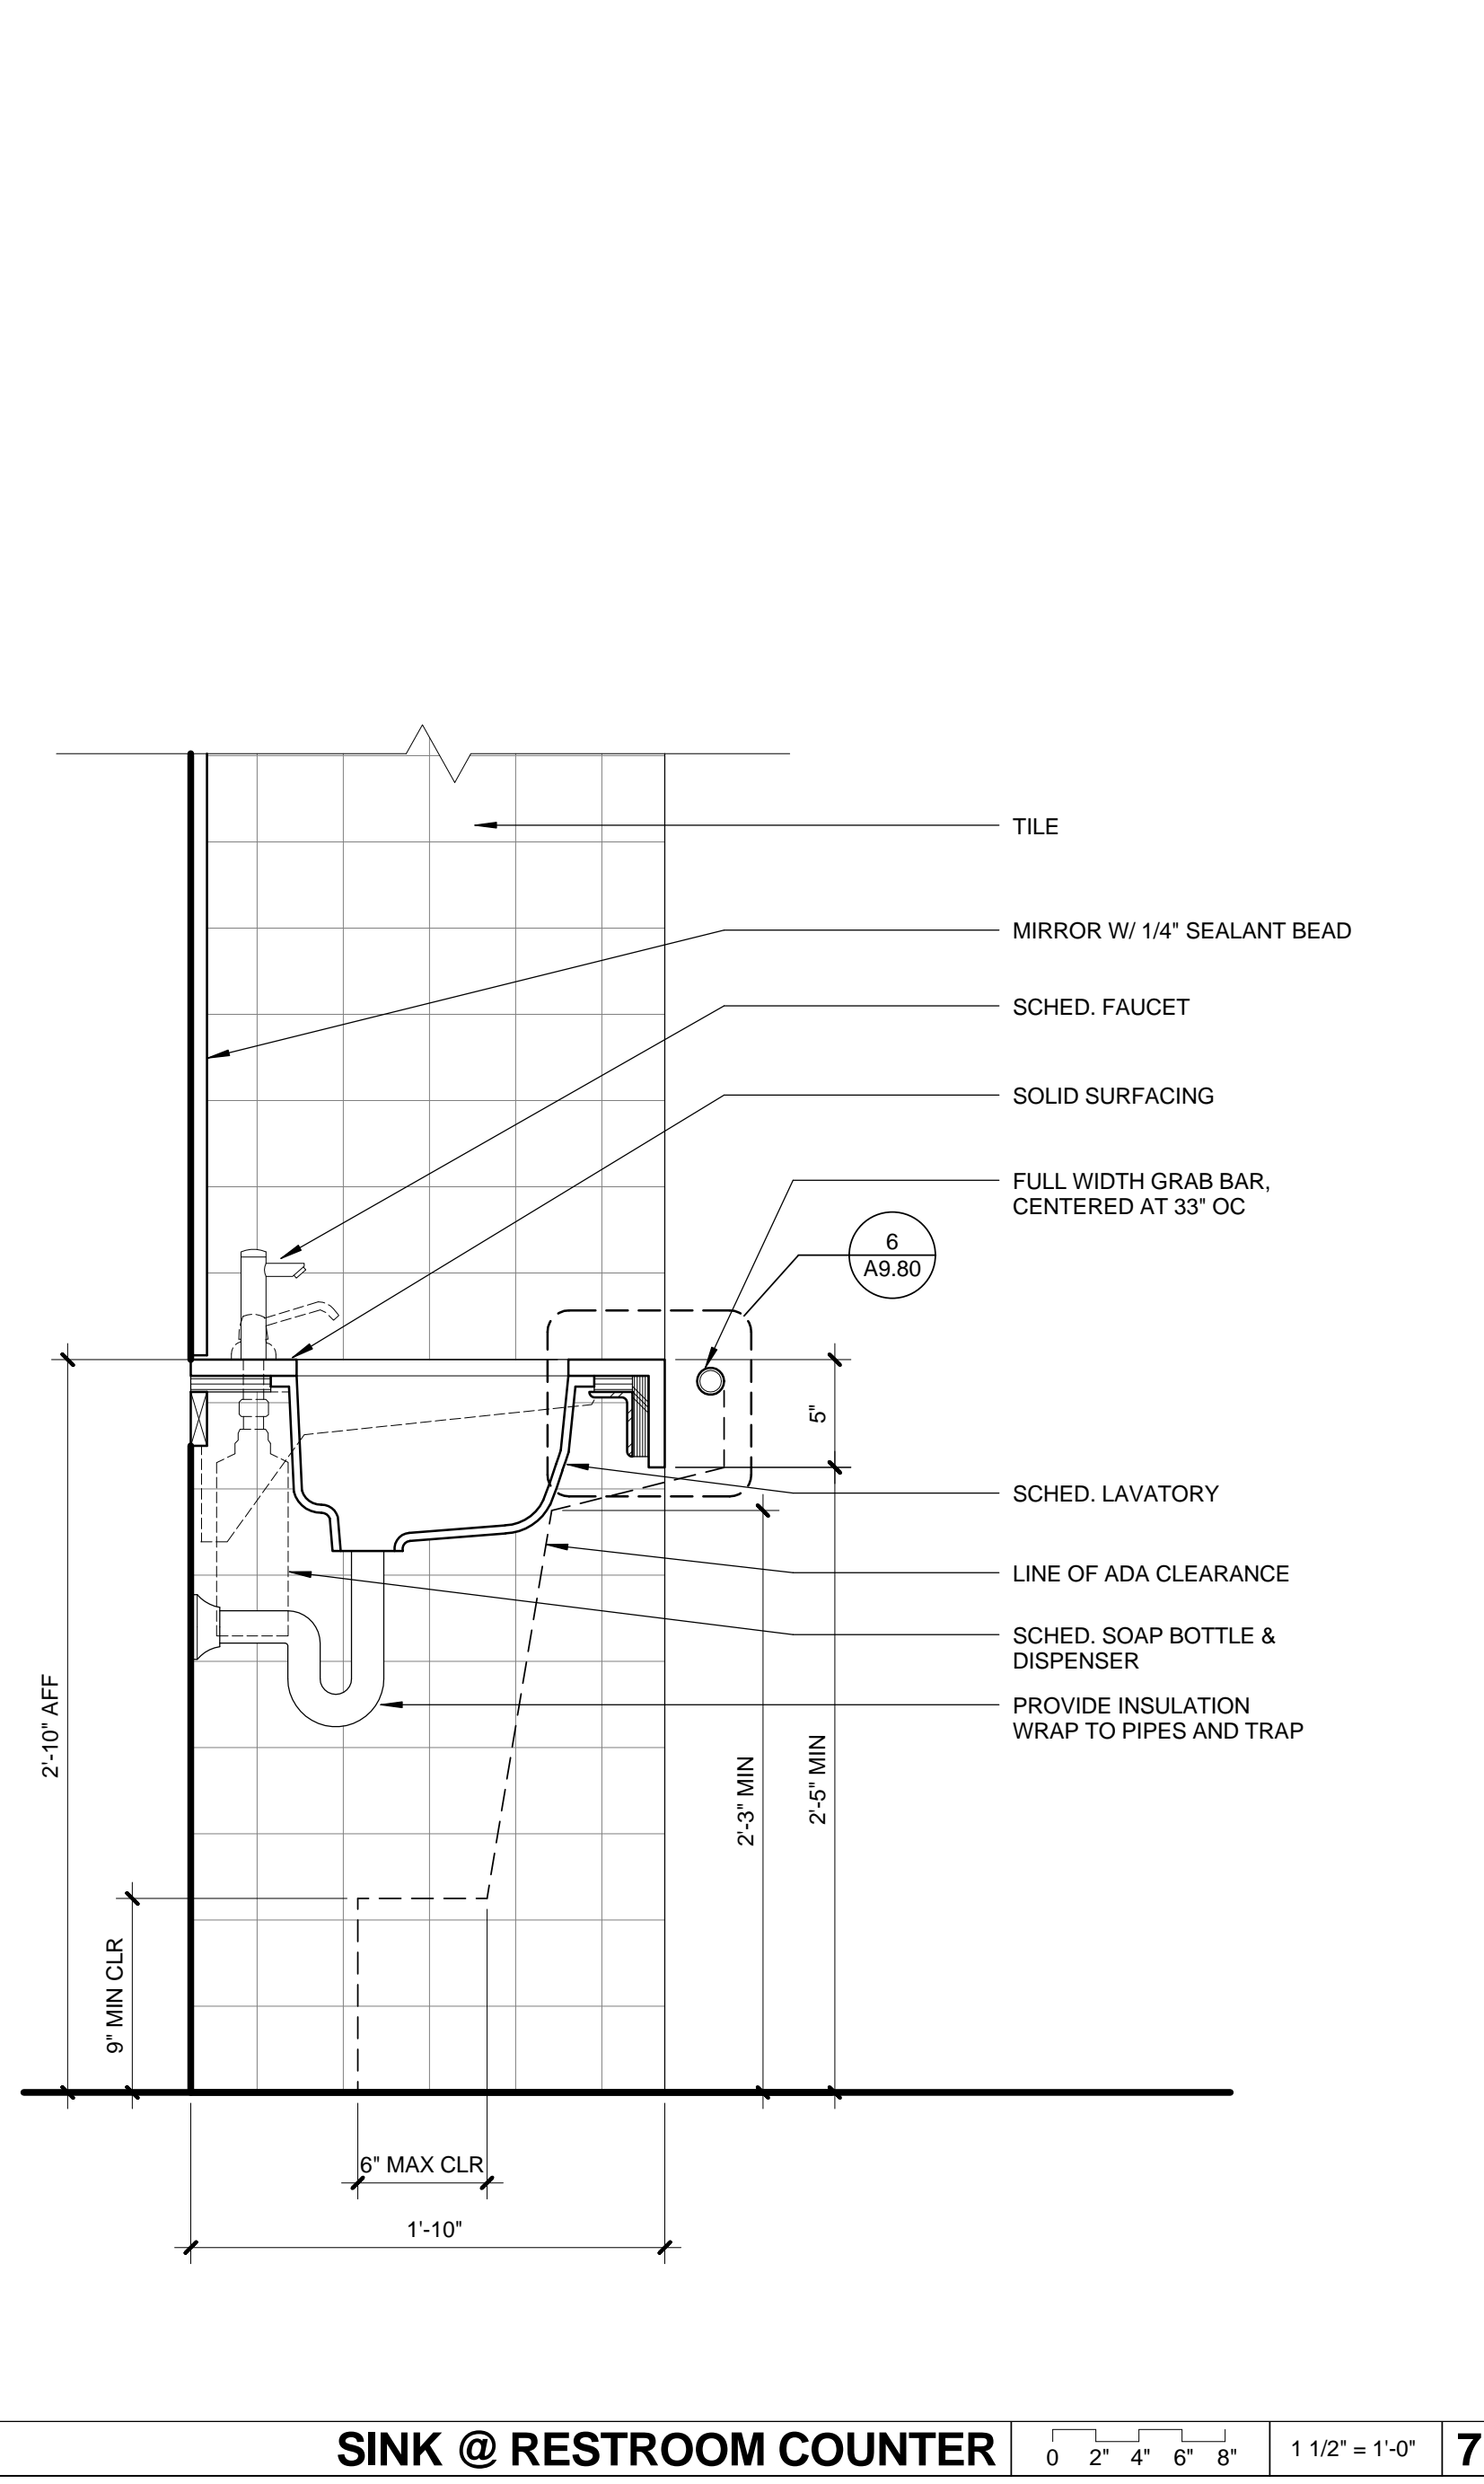 TILE
MIRROR W/ 1/4" SEALANT BEAD
SCHED. FAUCET
SOLID SURFACING
FULL WIDTH GRAB BAR,
CENTERED AT 33" OC
6
A9.80
5"
SCHED. LAVATORY
LINE OF ADA CLEARANCE
SCHED. SOAP BOTTLE &
DISPENSER
PROVIDE INSULATION
WRAP TO PIPES AND TRAP
2'-10" AFF
2'-3" MIN
2'-5" MIN
9" MIN CLR
6" MAX CLR
1'-10"
SINK @ RESTROOM COUNTER
0 2" 4" 6" 8"
1 1/2" = 1'-0"
7